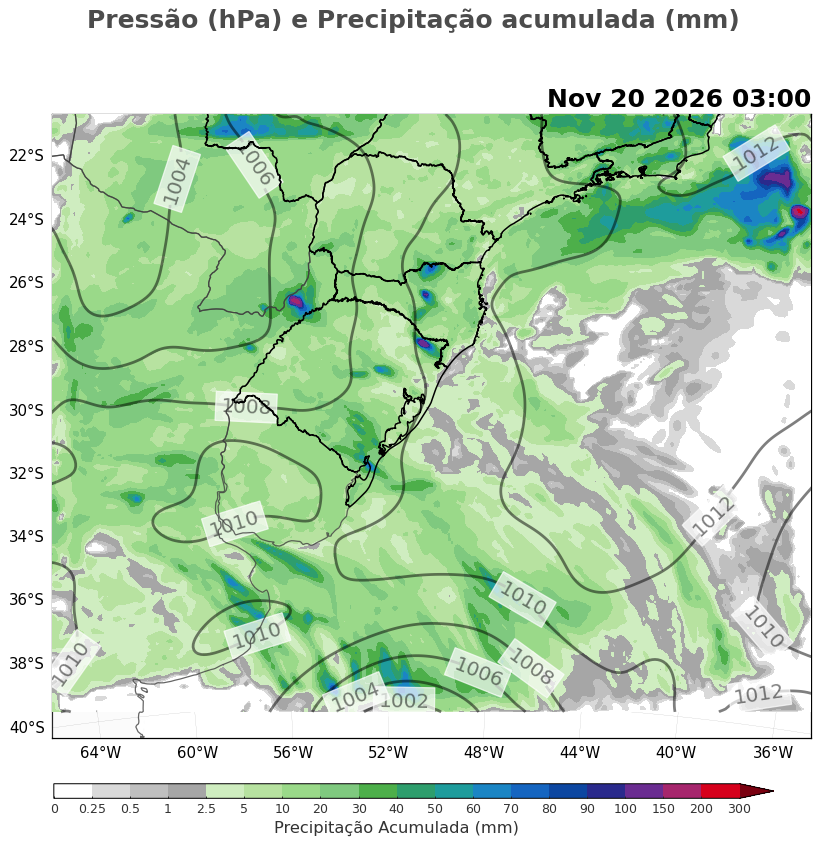 Pressão (hPa) e Precipitação acumulada (mm)
Nov 20 2026 03:00
22°S
24°S
26°S
28°S
30°S
32°S
34°S
36°S
38°S
40°S
1004
1006
1012
1008
1010
1012
1010
1010
1010
1010
1006
1008
1004
1002
1012
64°W 60°W 56°W 52°W 48°W 44°W 40°W 36°W
0 0.25 0.5 1 2.5 5 10 20 30 40 50 60 70 80 90 100 150 200 300
Precipitação Acumulada (mm)